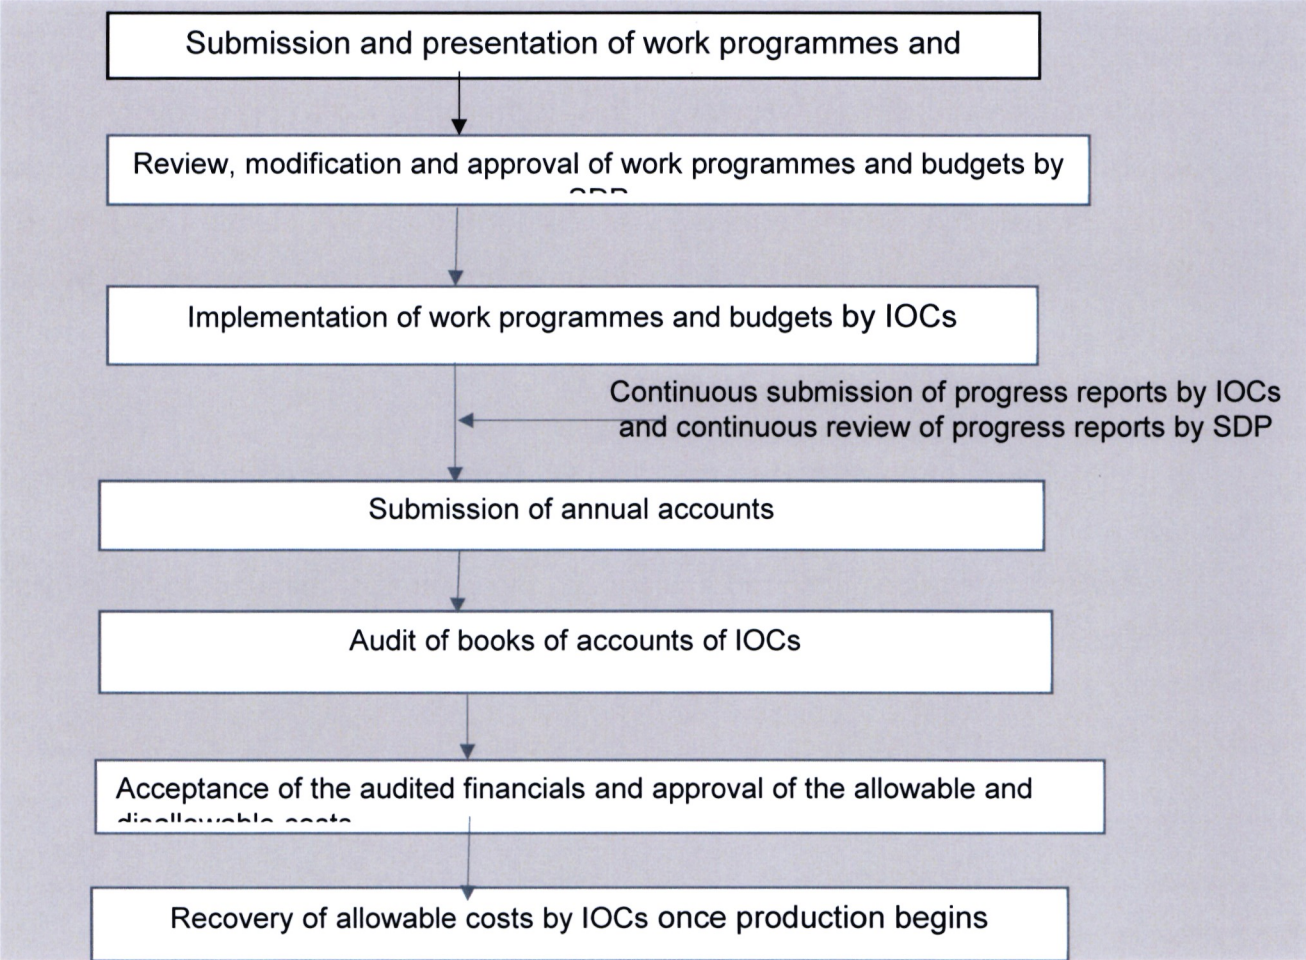 Submission and presentation of work programmes and
Review, modification and approval of work programmes and budgets by
Implementation of work programmes and budgets by IOCs
Continuous submission of progress reports by IOCs
and continuous review of progress reports by SDP
Submission of annual accounts
Audit of books of accounts of IOCs
Acceptance of the audited financials and approval of the allowable and
Recovery of allowable costs by IOCs once production begins